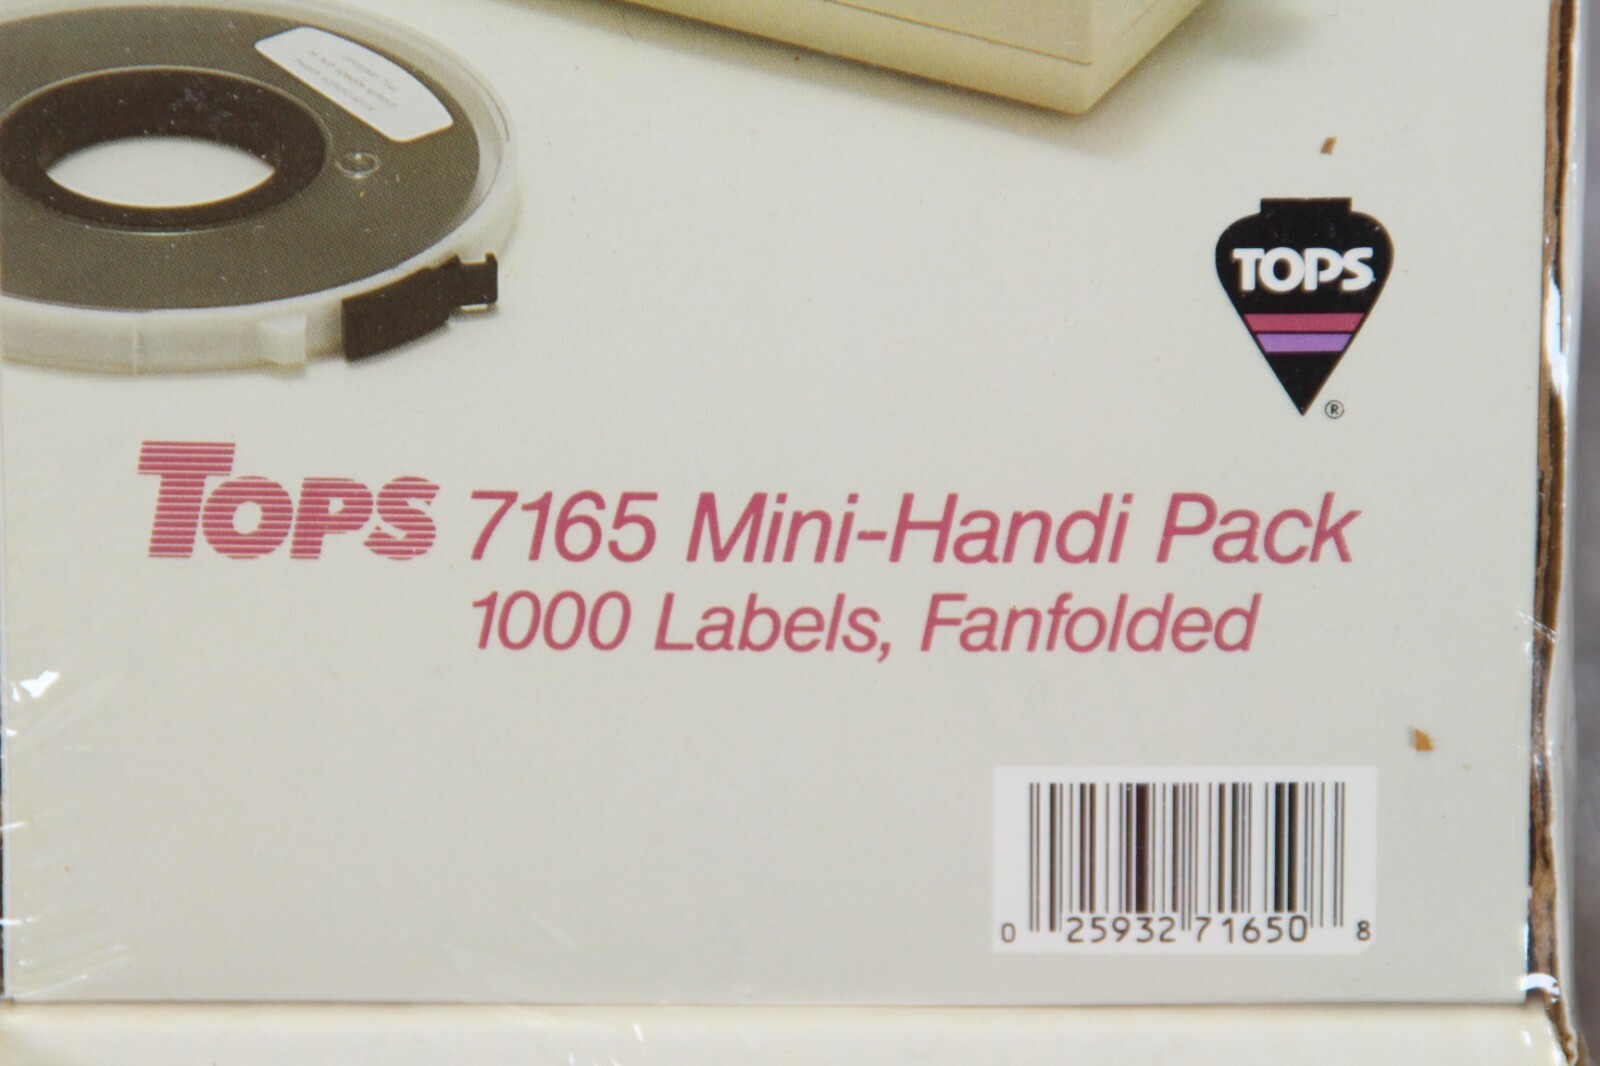 TOPS
®
TOPS 7165 Mini-Handi Pack
1000 Labels, Fanfolded
0 25932 71650 8